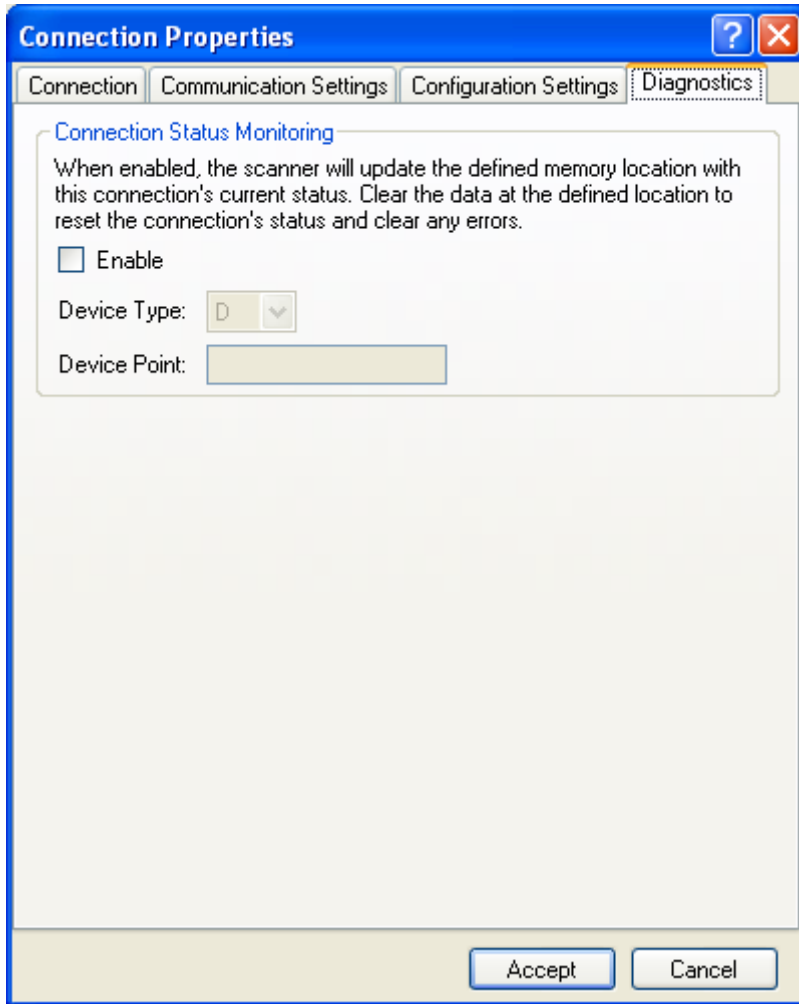 Connection Properties
?
Connection Communication Settings Configuration Settings Diagnostics
Connection Status Monitoring
When enabled, the scanner will update the defined memory location with
this connection's current status. Clear the data at the defined location to
reset the connection's status and clear any errors.
Enable
Device Type: D
Device Point:
Accept Cancel